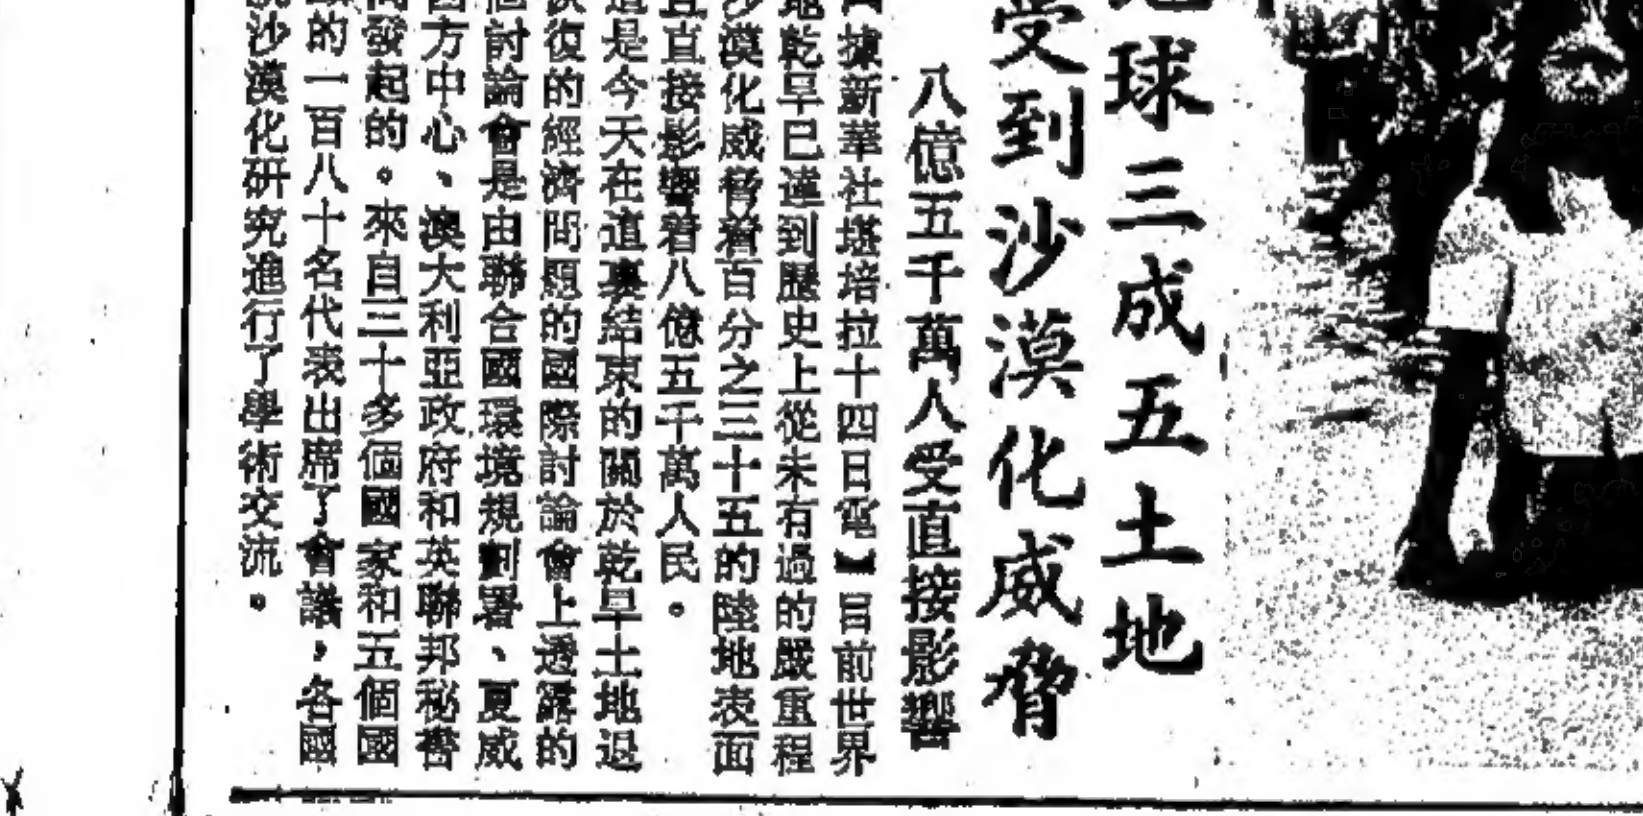 球三成五土地
受到沙漠化威脅
八億五千萬人受直接影響
據新華社堪培拉十四日電】目前世界
地乾旱已達到歷史上從未有過的嚴重程
沙漠化威脅着百分之三十五的陸地表面
且直接影響着八億五千萬人民。
這是今天在這裏結束的關於乾旱土地退
恢復的經濟問題的國際討論會上透露的
討論會是由聯合國環境規劃署、夏威
西方中心、澳大利亞政府和英聯邦秘書
發起的。來自三十多個國家和五個國
的一百八十名代表出席了會議，各國
沙漠化研究進行了學術交流。